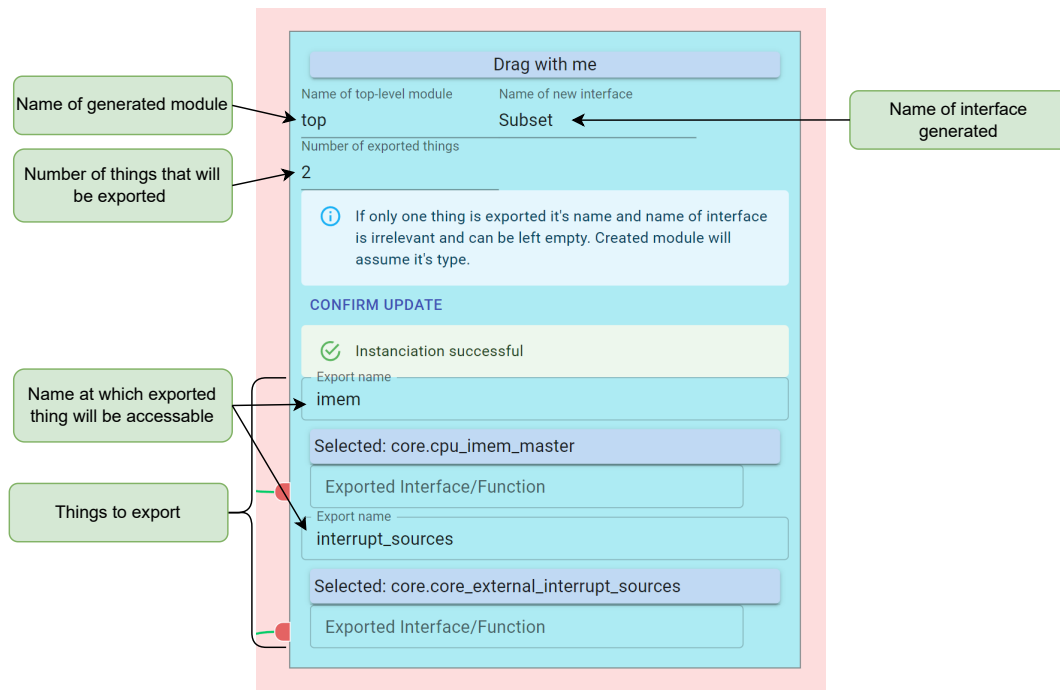 Drag with me
Name of generated module
Name of top-level module
Name of new interface
top
Subset
Name of interface
generated
Number of exported things
Number of things that will
be exported
2
If only one thing is exported it's name and name of interface
is irrelevant and can be left empty. Created module will
assume it's type.
CONFIRM UPDATE
Instanciation successful
Name at which exported
thing will be accessable
Export name
imem
Selected: core.cpu_imem_master
Exported Interface/Function
Things to export
Export name
interrupt_sources
Selected: core.core_external_interrupt_sources
Exported Interface/Function